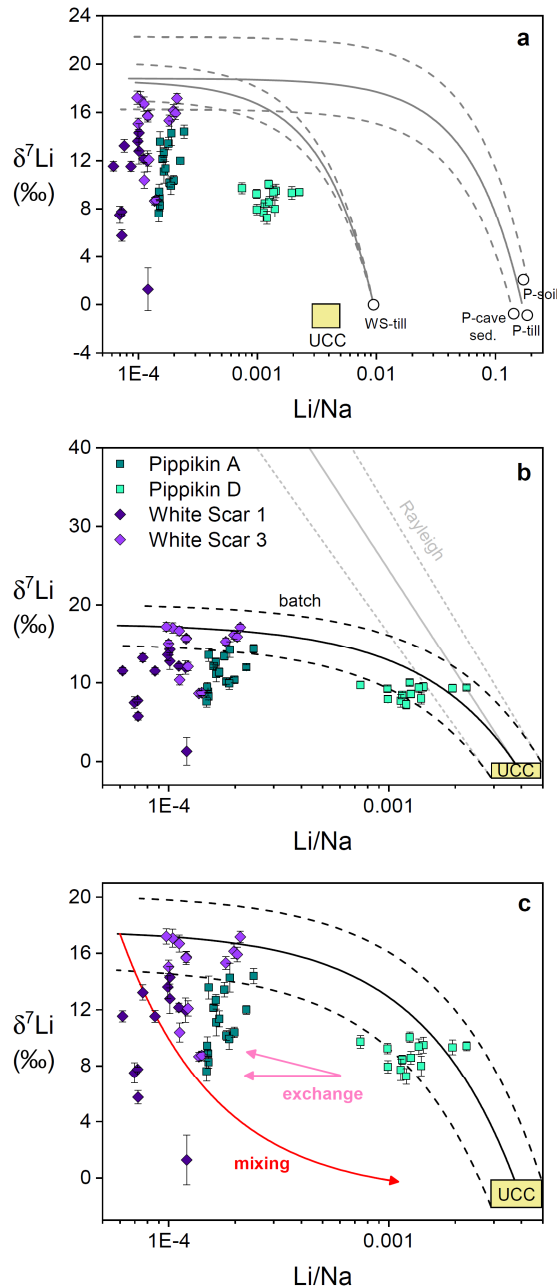 a
24
20
16
12
8
4
0
-4
δ⁷Li
(‰)
UCC
WS-till
P-soil
P-cave
sed.
P-till
1E-4
0.001
0.01
0.1
Li/Na
b
40
30
20
10
0
δ⁷Li
(‰)
Pippikin A
Pippikin D
White Scar 1
White Scar 3
Rayleigh
batch
UCC
1E-4
0.001
Li/Na
c
20
16
12
8
4
0
δ⁷Li
(‰)
exchange
mixing
UCC
1E-4
0.001
Li/Na